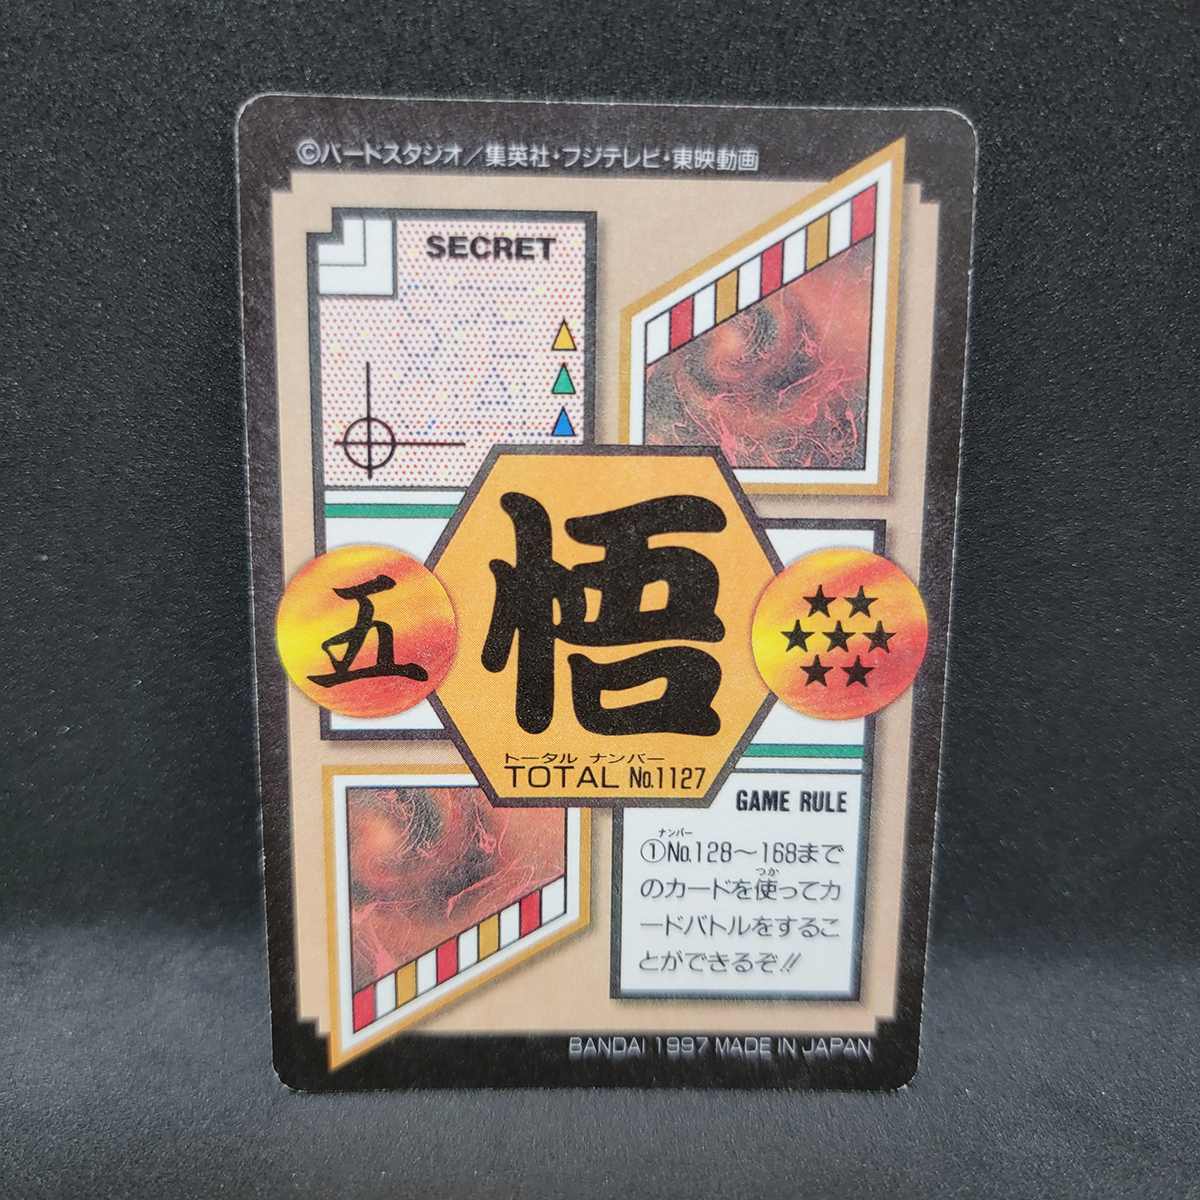 ©バードスタジオ／集英社・フジテレビ・東映動画
SECRET
五
悟
トータル ナンバー
TOTAL No.1127
GAME RULE
ナンバー
①No.128～168まで
つか
のカードを使ってカ
ードバトルをするこ
とができるぞ!!
BANDAI 1997 MADE IN JAPAN